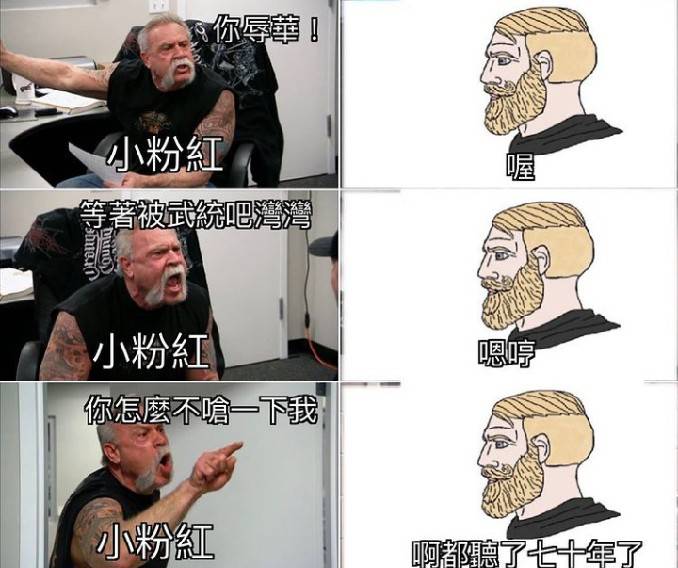 你辱華！
小粉紅
喔
等著被武統吧灣灣
小粉紅
嗯哼
你怎麼不嗆一下我
小粉紅
啊都聽了七十年了